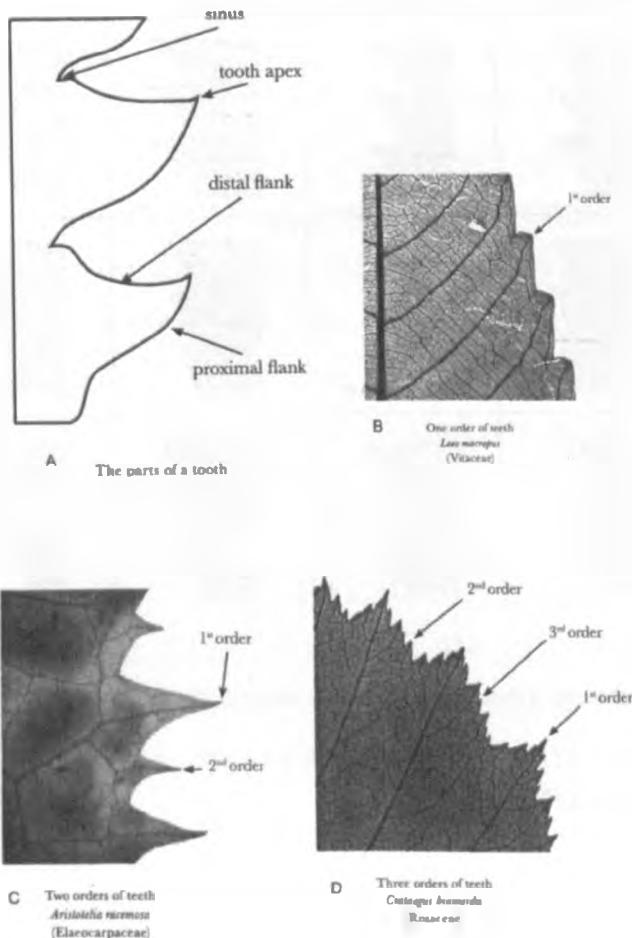 sinus
tooth apex
distal flank
proximal flank
A
The parts of a tooth
1st order
B
One order of teeth
(Vitaceae)
1st order
2nd order
C
Two orders of teeth
Aristotelia racemosa
(Elaeocarpaceae)
2nd order
3rd order
1st order
D
Three orders of teeth
Rosaceae